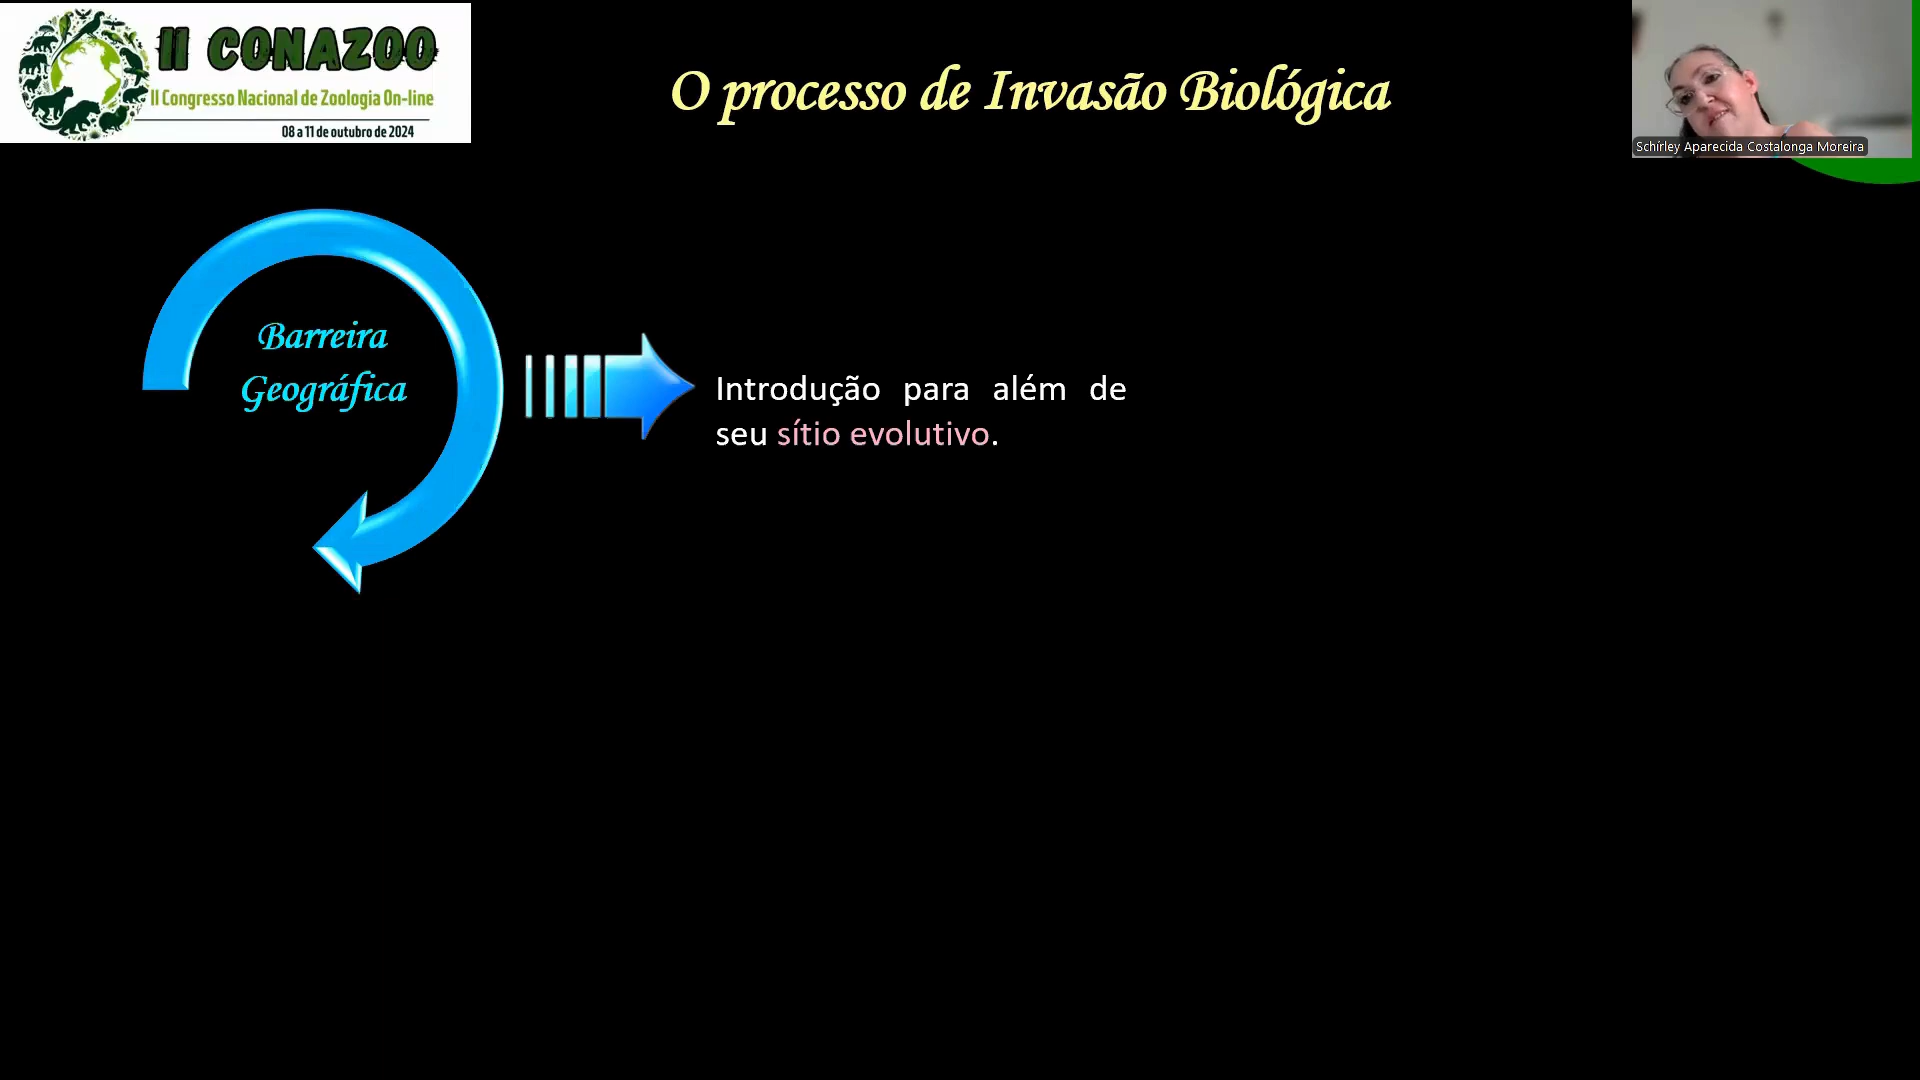 II CONAZOO
II Congresso Nacional de Zoologia On-line
08 a 11 de outubro de 2024
O processo de Invasão Biológica
Schírley Aparecida Costalonga Moreira
Barreira
Geográfica
Introdução para além de
seu sítio evolutivo.